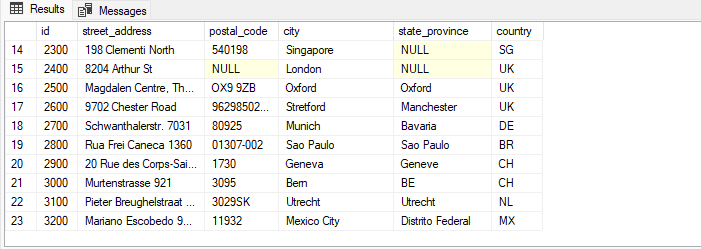 Results Messages
id street_address postal_code city state_province country
14 2300 198 Clementi North 540198 Singapore NULL SG
15 2400 8204 Arthur St NULL London NULL UK
16 2500 Magdalen Centre, Th... OX9 9ZB Oxford Oxford UK
17 2600 9702 Chester Road 96298502... Stretford Manchester UK
18 2700 Schwanthalerstr. 7031 80925 Munich Bavaria DE
19 2800 Rua Frei Caneca 1360 01307-002 Sao Paulo Sao Paulo BR
20 2900 20 Rue des Corps-Sai... 1730 Geneva Geneve CH
21 3000 Murtenstrasse 921 3095 Bern BE CH
22 3100 Pieter Breughelstraat ... 3029SK Utrecht Utrecht NL
23 3200 Mariano Escobedo 9... 11932 Mexico City Distrito Federal MX